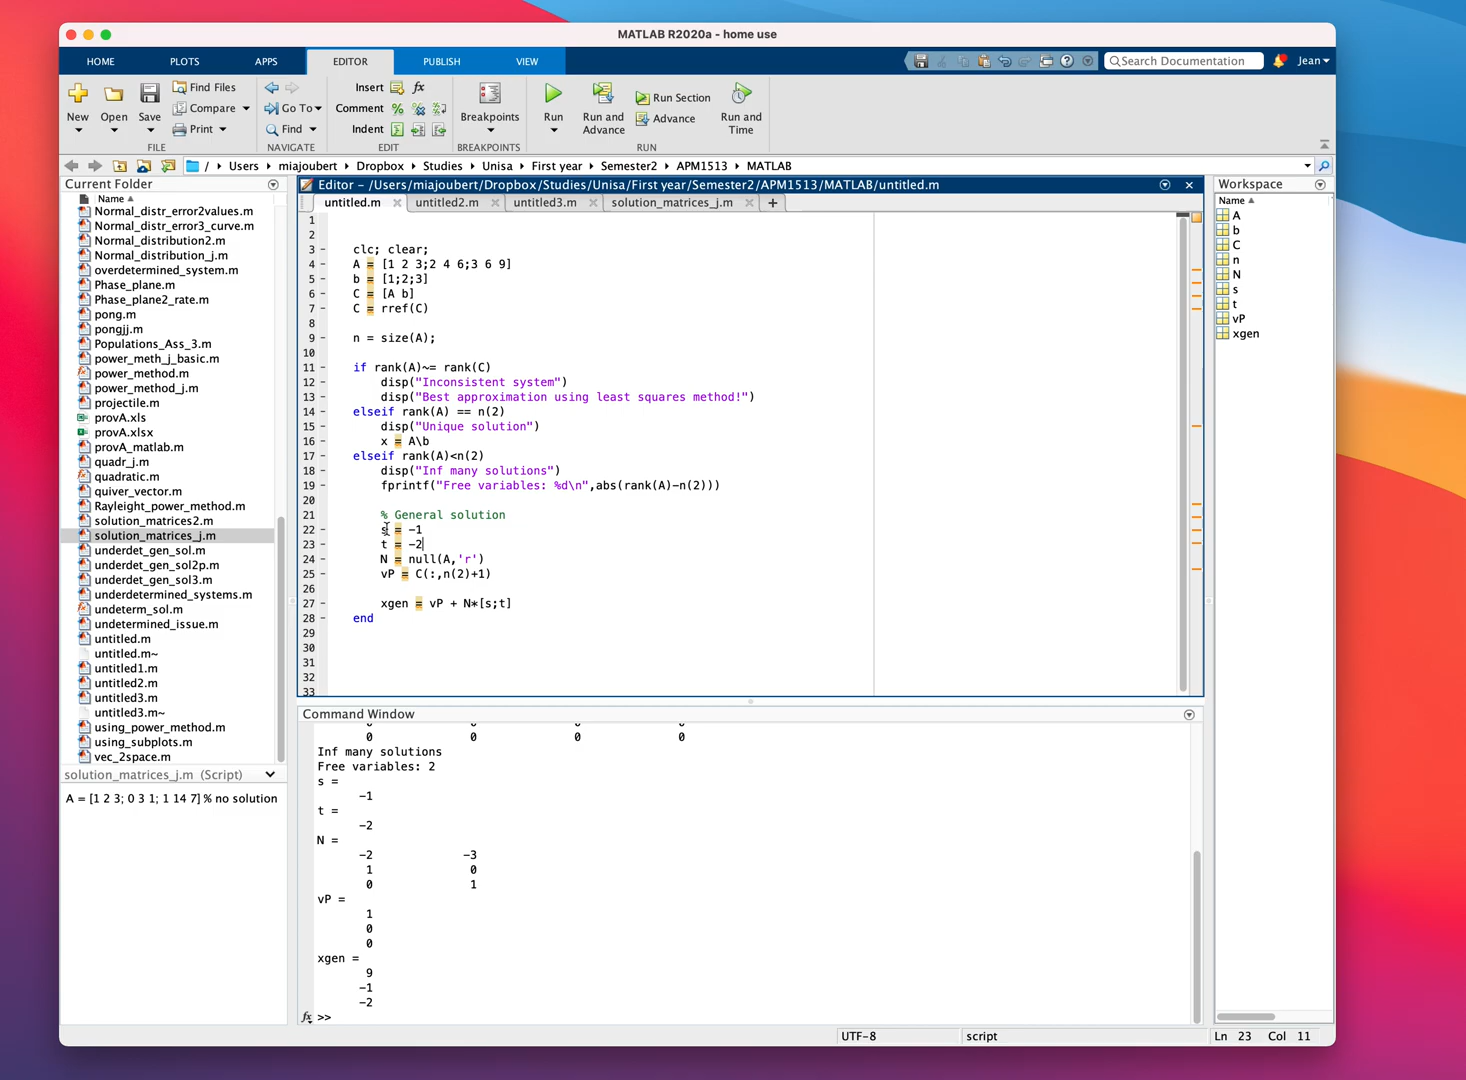 MATLAB R2020a - home use
HOME PLOTS APPS EDITOR PUBLISH VIEW Search Documentation Jean
New Open Save Find Files Compare Print
FILE
Go To Find
NAVIGATE
Insert fx
Comment
Indent
EDIT
Breakpoints
BREAKPOINTS
Run Run and Advance Run Section Advance Run and Time
RUN
/ Users miajoubert Dropbox Studies Unisa First year Semester2 APM1513 MATLAB
Current Folder
Name
Normal_distr_error2values.m
Normal_distr_error3_curve.m
Normal_distribution2.m
Normal_distribution_j.m
overdetermined_system.m
Phase_plane.m
Phase_plane2_rate.m
pong.m
pongjj.m
Populations_Ass_3.m
power_meth_j_basic.m
power_method.m
power_method_j.m
projectile.m
provA.xls
provA.xlsx
provA_matlab.m
quadr_j.m
quadratic.m
quiver_vector.m
Rayleight_power_method.m
solution_matrices2.m
solution_matrices_j.m
underdet_gen_sol.m
underdet_gen_sol2p.m
underdet_gen_sol3.m
underdetermined_systems.m
undeterm_sol.m
undetermined_issue.m
untitled.m
untitled.m~
untitled1.m
untitled2.m
untitled3.m
untitled3.m~
using_power_method.m
using_subplots.m
vec_2space.m
solution_matrices_j.m (Script)
A = [1 2 3; 0 3 1; 1 14 7] % no solution
Editor - /Users/miajoubert/Dropbox/Studies/Unisa/First year/Semester2/APM1513/MATLAB/untitled.m
untitled.m untitled2.m untitled3.m solution_matrices_j.m
1
2
3 - clc; clear;
4 - A = [1 2 3;2 4 6;3 6 9]
5 - b = [1;2;3]
6 - C = [A b]
7 - C = rref(C)
8
9 - n = size(A);
10
11 - if rank(A)~= rank(C)
12 - disp("Inconsistent system")
13 - disp("Best approximation using least squares method!")
14 - elseif rank(A) == n(2)
15 - disp("Unique solution")
16 - x = A\b
17 - elseif rank(A)<n(2)
18 - disp("Inf many solutions")
19 - fprintf("Free variables: %d\n",abs(rank(A)-n(2)))
20
21 % General solution
22 - s = -1
23 - t = -2
24 - N = null(A,'r')
25 - vP = C(:,n(2)+1)
26
27 - xgen = vP + N*[s;t]
28 - end
29
30
31
32
33
Command Window
0 0 0 0
0 0 0 0
Inf many solutions
Free variables: 2
s =
-1
t =
-2
N =
-2 -3
1 0
0 1
vP =
1
0
0
xgen =
9
-1
-2
fx >>
Workspace
Name
A
b
C
n
N
s
t
vP
xgen
UTF-8 script Ln 23 Col 11